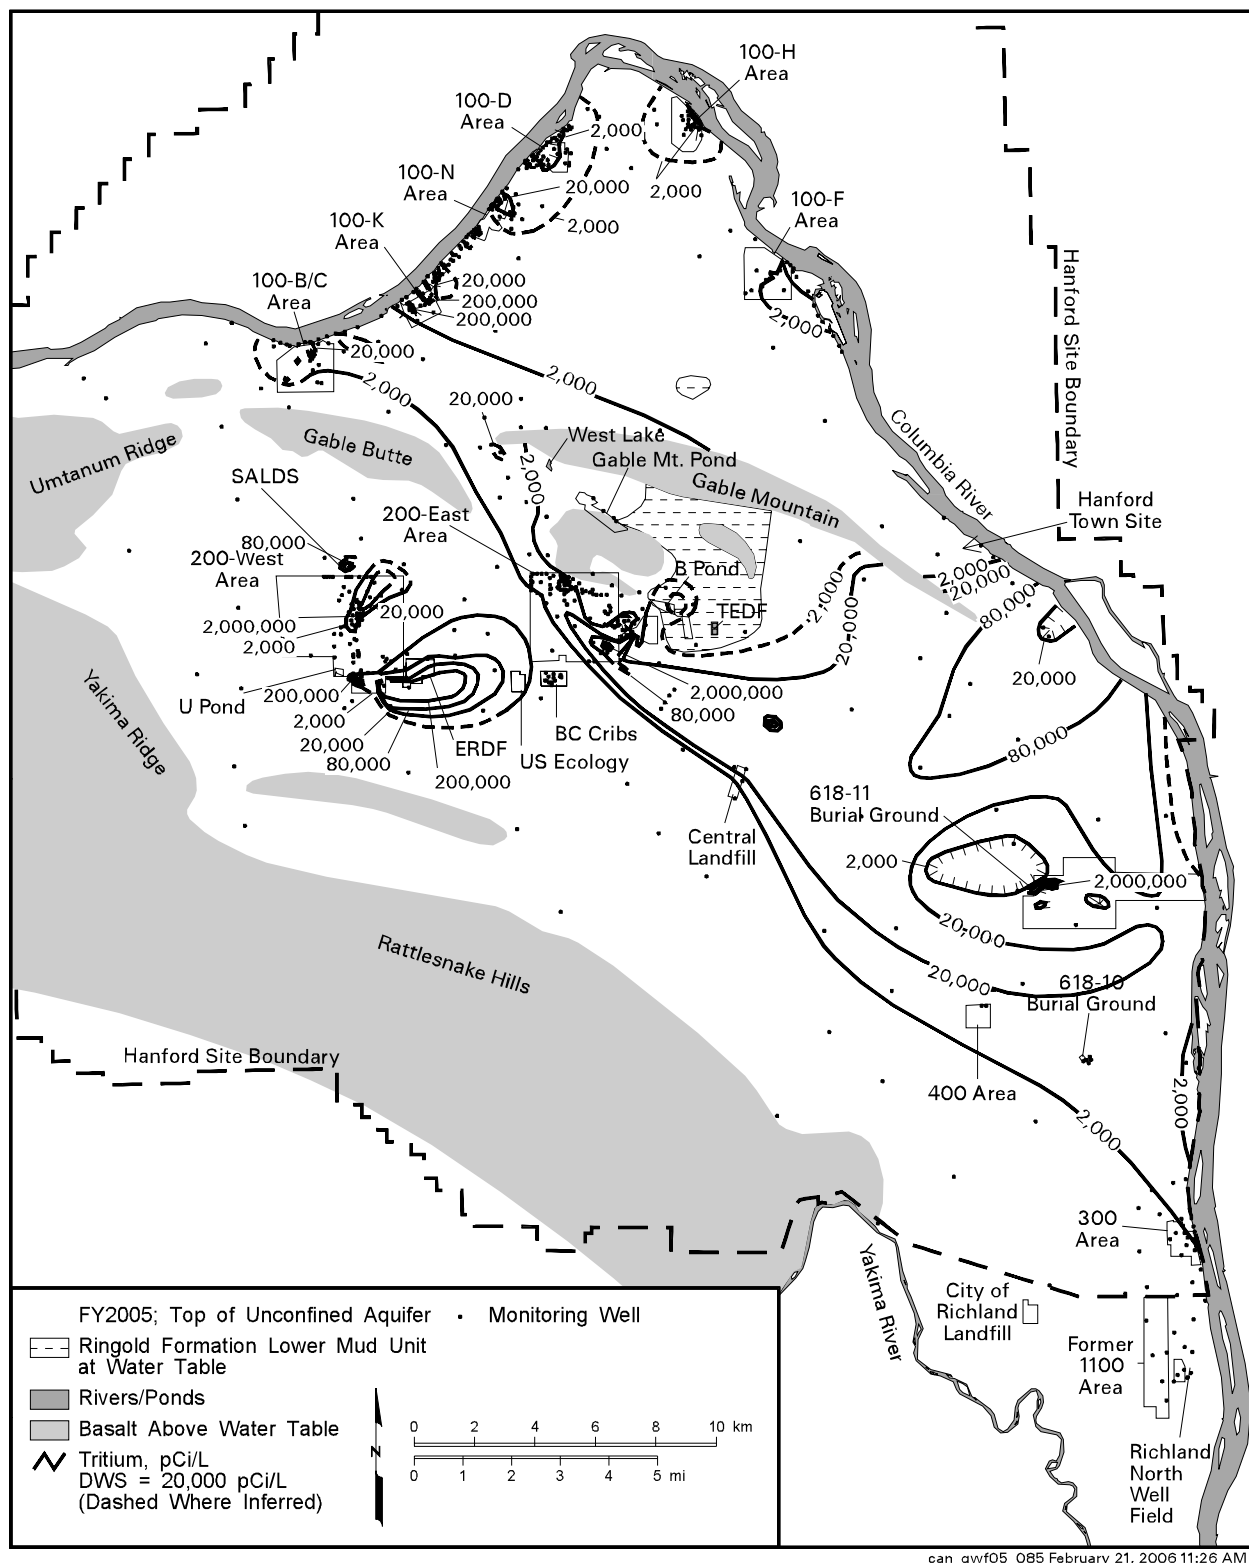 100-H
Area
100-D
Area
2,000
100-N
Area
20,000
2,000
2,000
100-F
Area
100-K
Area
20,000
200,000
200,000
100-B/C
Area
2,000
20,000
2,000
2,000
20,000
Hanford Site Boundary
Columbia River
Umtanum Ridge
Gable Butte
West Lake
Gable Mt. Pond
2,000
Gable Mountain
SALDS
Hanford
Town Site
200-East
Area
80,000
200-West
Area
B Pond
2,000
20,000
2,000
20,000
80,000
TEDF
20,000
2,000,000
2,000
20,000
Yakima Ridge
200,000
U Pond
2,000
2,000,000
80,000
20,000
80,000
ERDF
BC Cribs
US Ecology
200,000
80,000
618-11
Burial Ground
Central
Landfill
2,000
2,000,000
20,000
Rattlesnake Hills
20,000
618-10
Burial Ground
Hanford Site Boundary
400 Area
2,000
2,000
300
Area
Yakima River
City of
Richland
Landfill
Former
1100
Area
Richland
North
Well
Field
FY2005; Top of Unconfined Aquifer
Monitoring Well
Ringold Formation Lower Mud Unit
at Water Table
Rivers/Ponds
Basalt Above Water Table
Tritium, pCi/L
DWS = 20,000 pCi/L
(Dashed Where Inferred)
N
0 2 4 6 8 10 km
0 1 2 3 4 5 mi
can_gwf05_085 February 21, 2006 11:26 AM